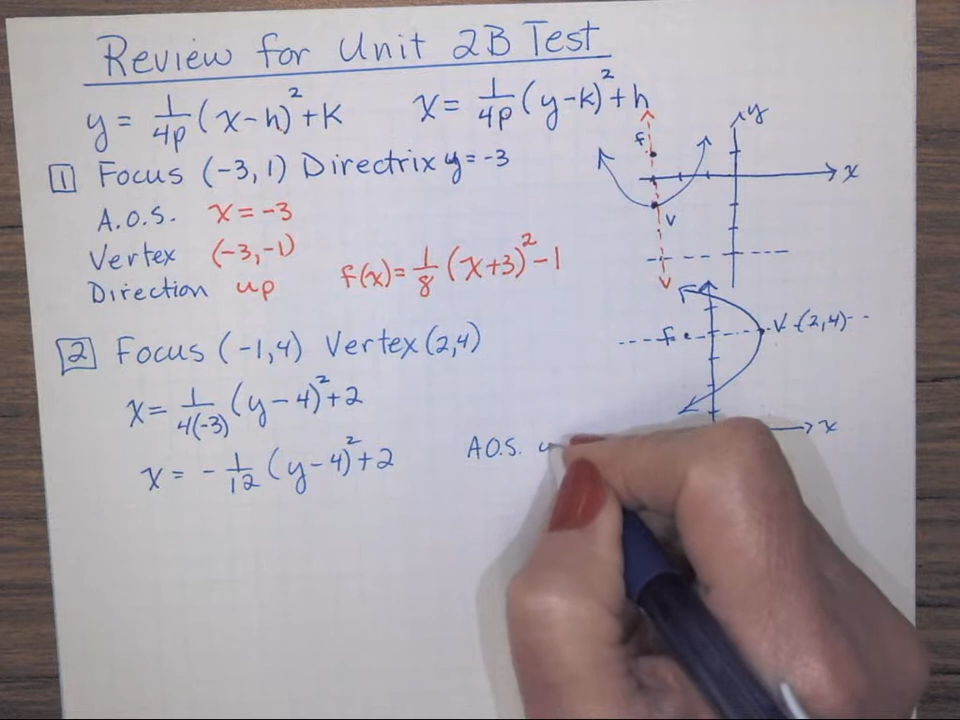 Review for Unit 2B Test
y = 1/4p (x-h)² + k    x = 1/4p (y-k)² + h
1 Focus (-3, 1) Directrix y = -3
A.O.S. x = -3
Vertex (-3, -1)
Direction up    f(x) = 1/8 (x+3)² - 1
y
x
f
V
2 Focus (-1, 4) Vertex (2, 4)
x = 1/4(-3) (y-4)² + 2
x = -1/12 (y-4)² + 2
f
V (2,4)
x
A.O.S.